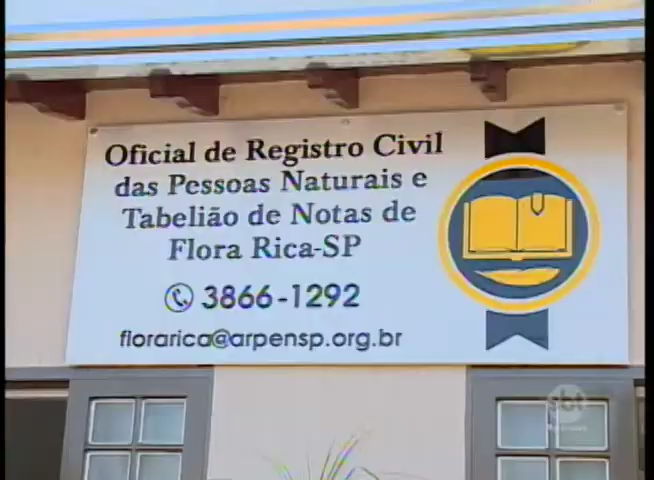 Oficial de Registro Civil
das Pessoas Naturais e
Tabelião de Notas de
Flora Rica-SP
3866-1292
florarica@arpensp.org.br
sbt